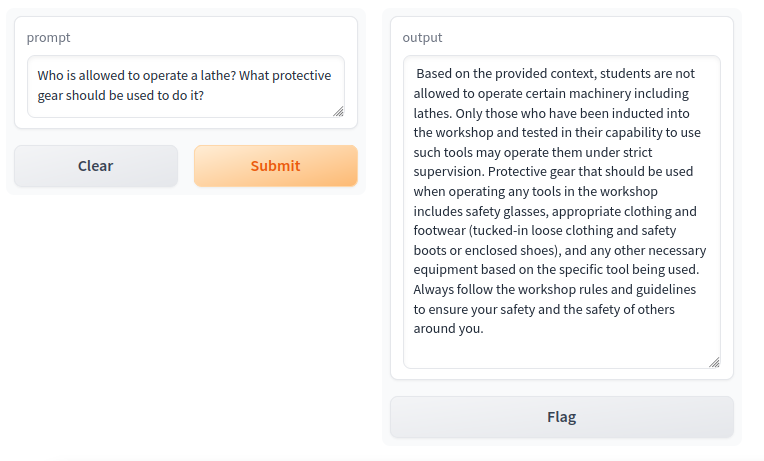 prompt
Who is allowed to operate a lathe? What protective
gear should be used to do it?
Clear
Submit
output
Based on the provided context, students are not
allowed to operate certain machinery including
lathes. Only those who have been inducted into
the workshop and tested in their capability to use
such tools may operate them under strict
supervision. Protective gear that should be used
when operating any tools in the workshop
includes safety glasses, appropriate clothing and
footwear (tucked-in loose clothing and safety
boots or enclosed shoes), and any other necessary
equipment based on the specific tool being used.
Always follow the workshop rules and guidelines
to ensure your safety and the safety of others
around you.
Flag